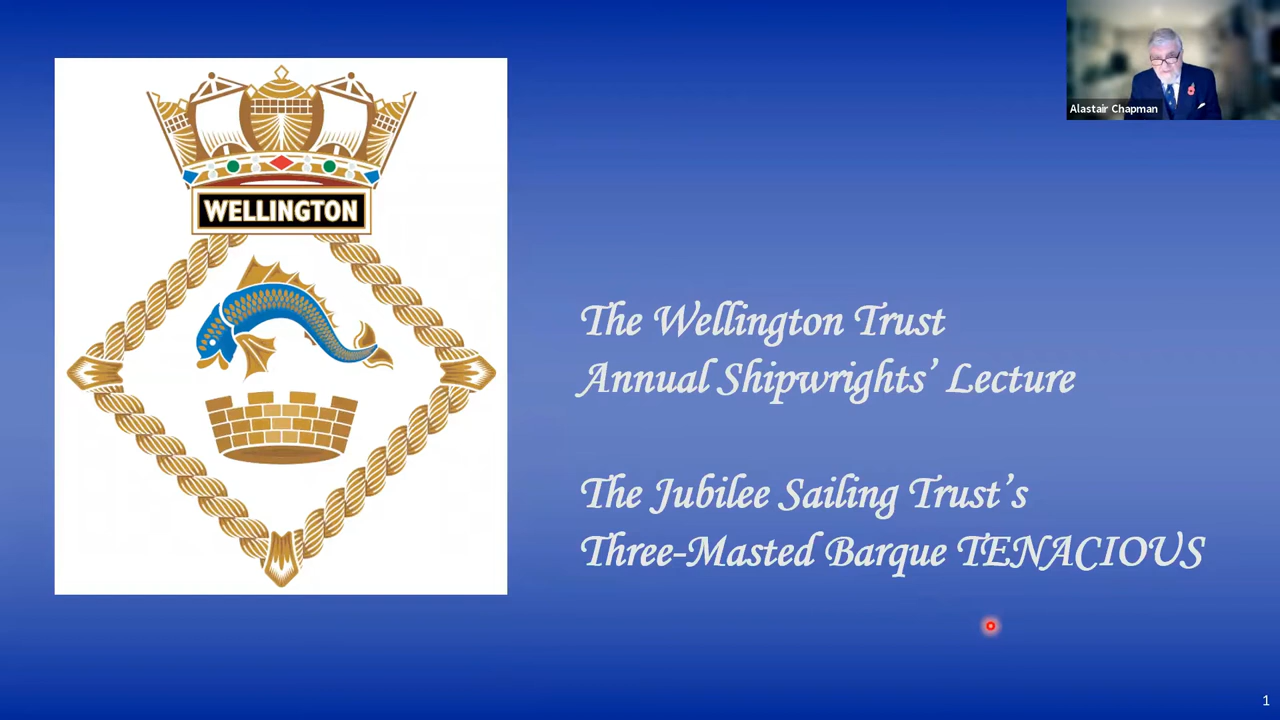 Alastair Chapman
WELLINGTON
The Wellington Trust
Annual Shipwrights’ Lecture
The Jubilee Sailing Trust’s
Three-Masted Barque TENACIOUS
1